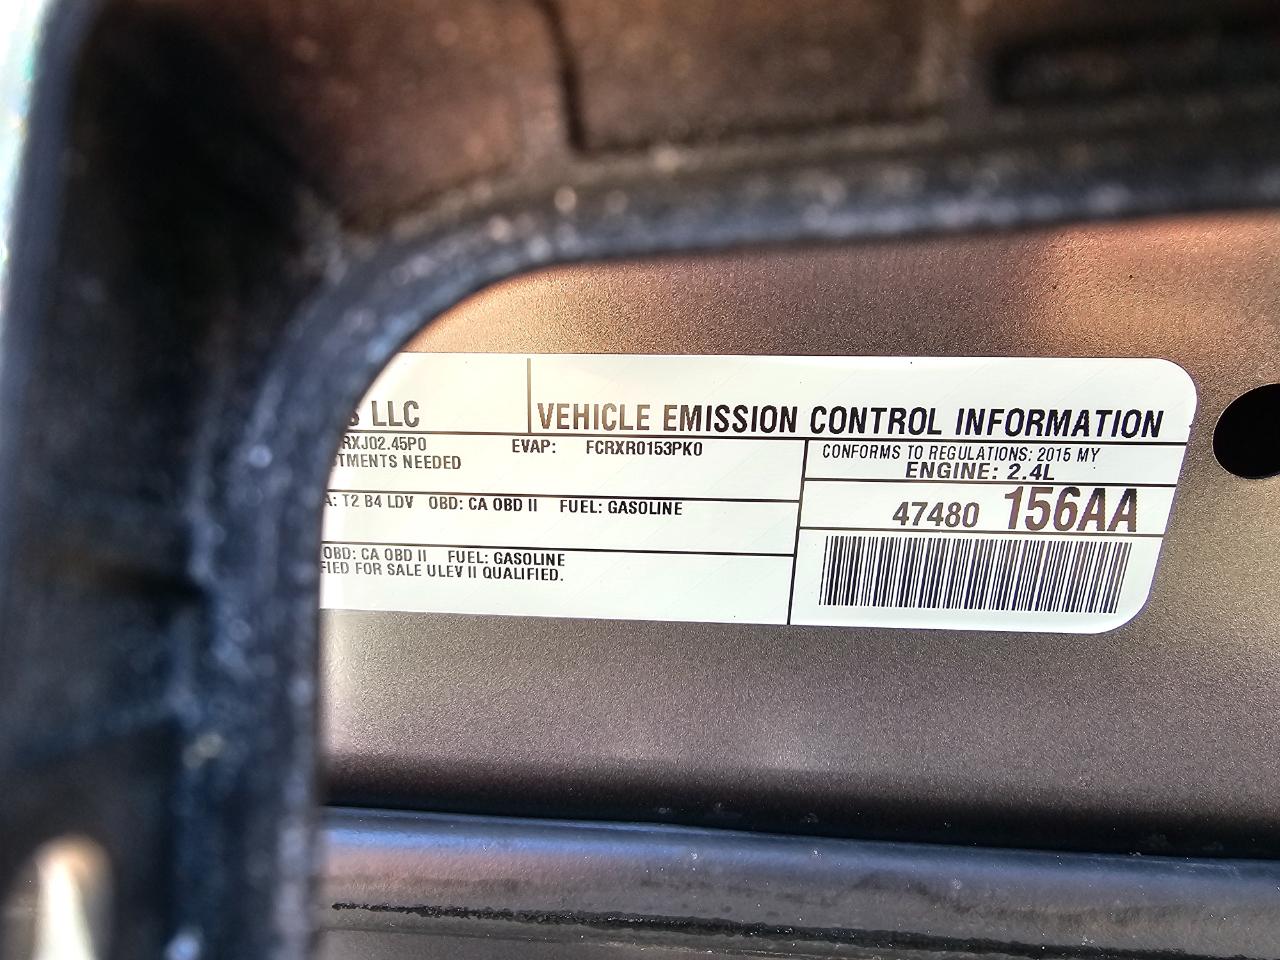 LLC
VEHICLE EMISSION CONTROL INFORMATION
RXJ02.45P0 EVAP: FCRXR0153PK0
TMENTS NEEDED
CONFORMS TO REGULATIONS: 2015 MY
ENGINE: 2.4L
A: T2 B4 LDV OBD: CA OBD II FUEL: GASOLINE
47480 156AA
OBD: CA OBD II FUEL: GASOLINE
FIED FOR SALE ULEV II QUALIFIED.